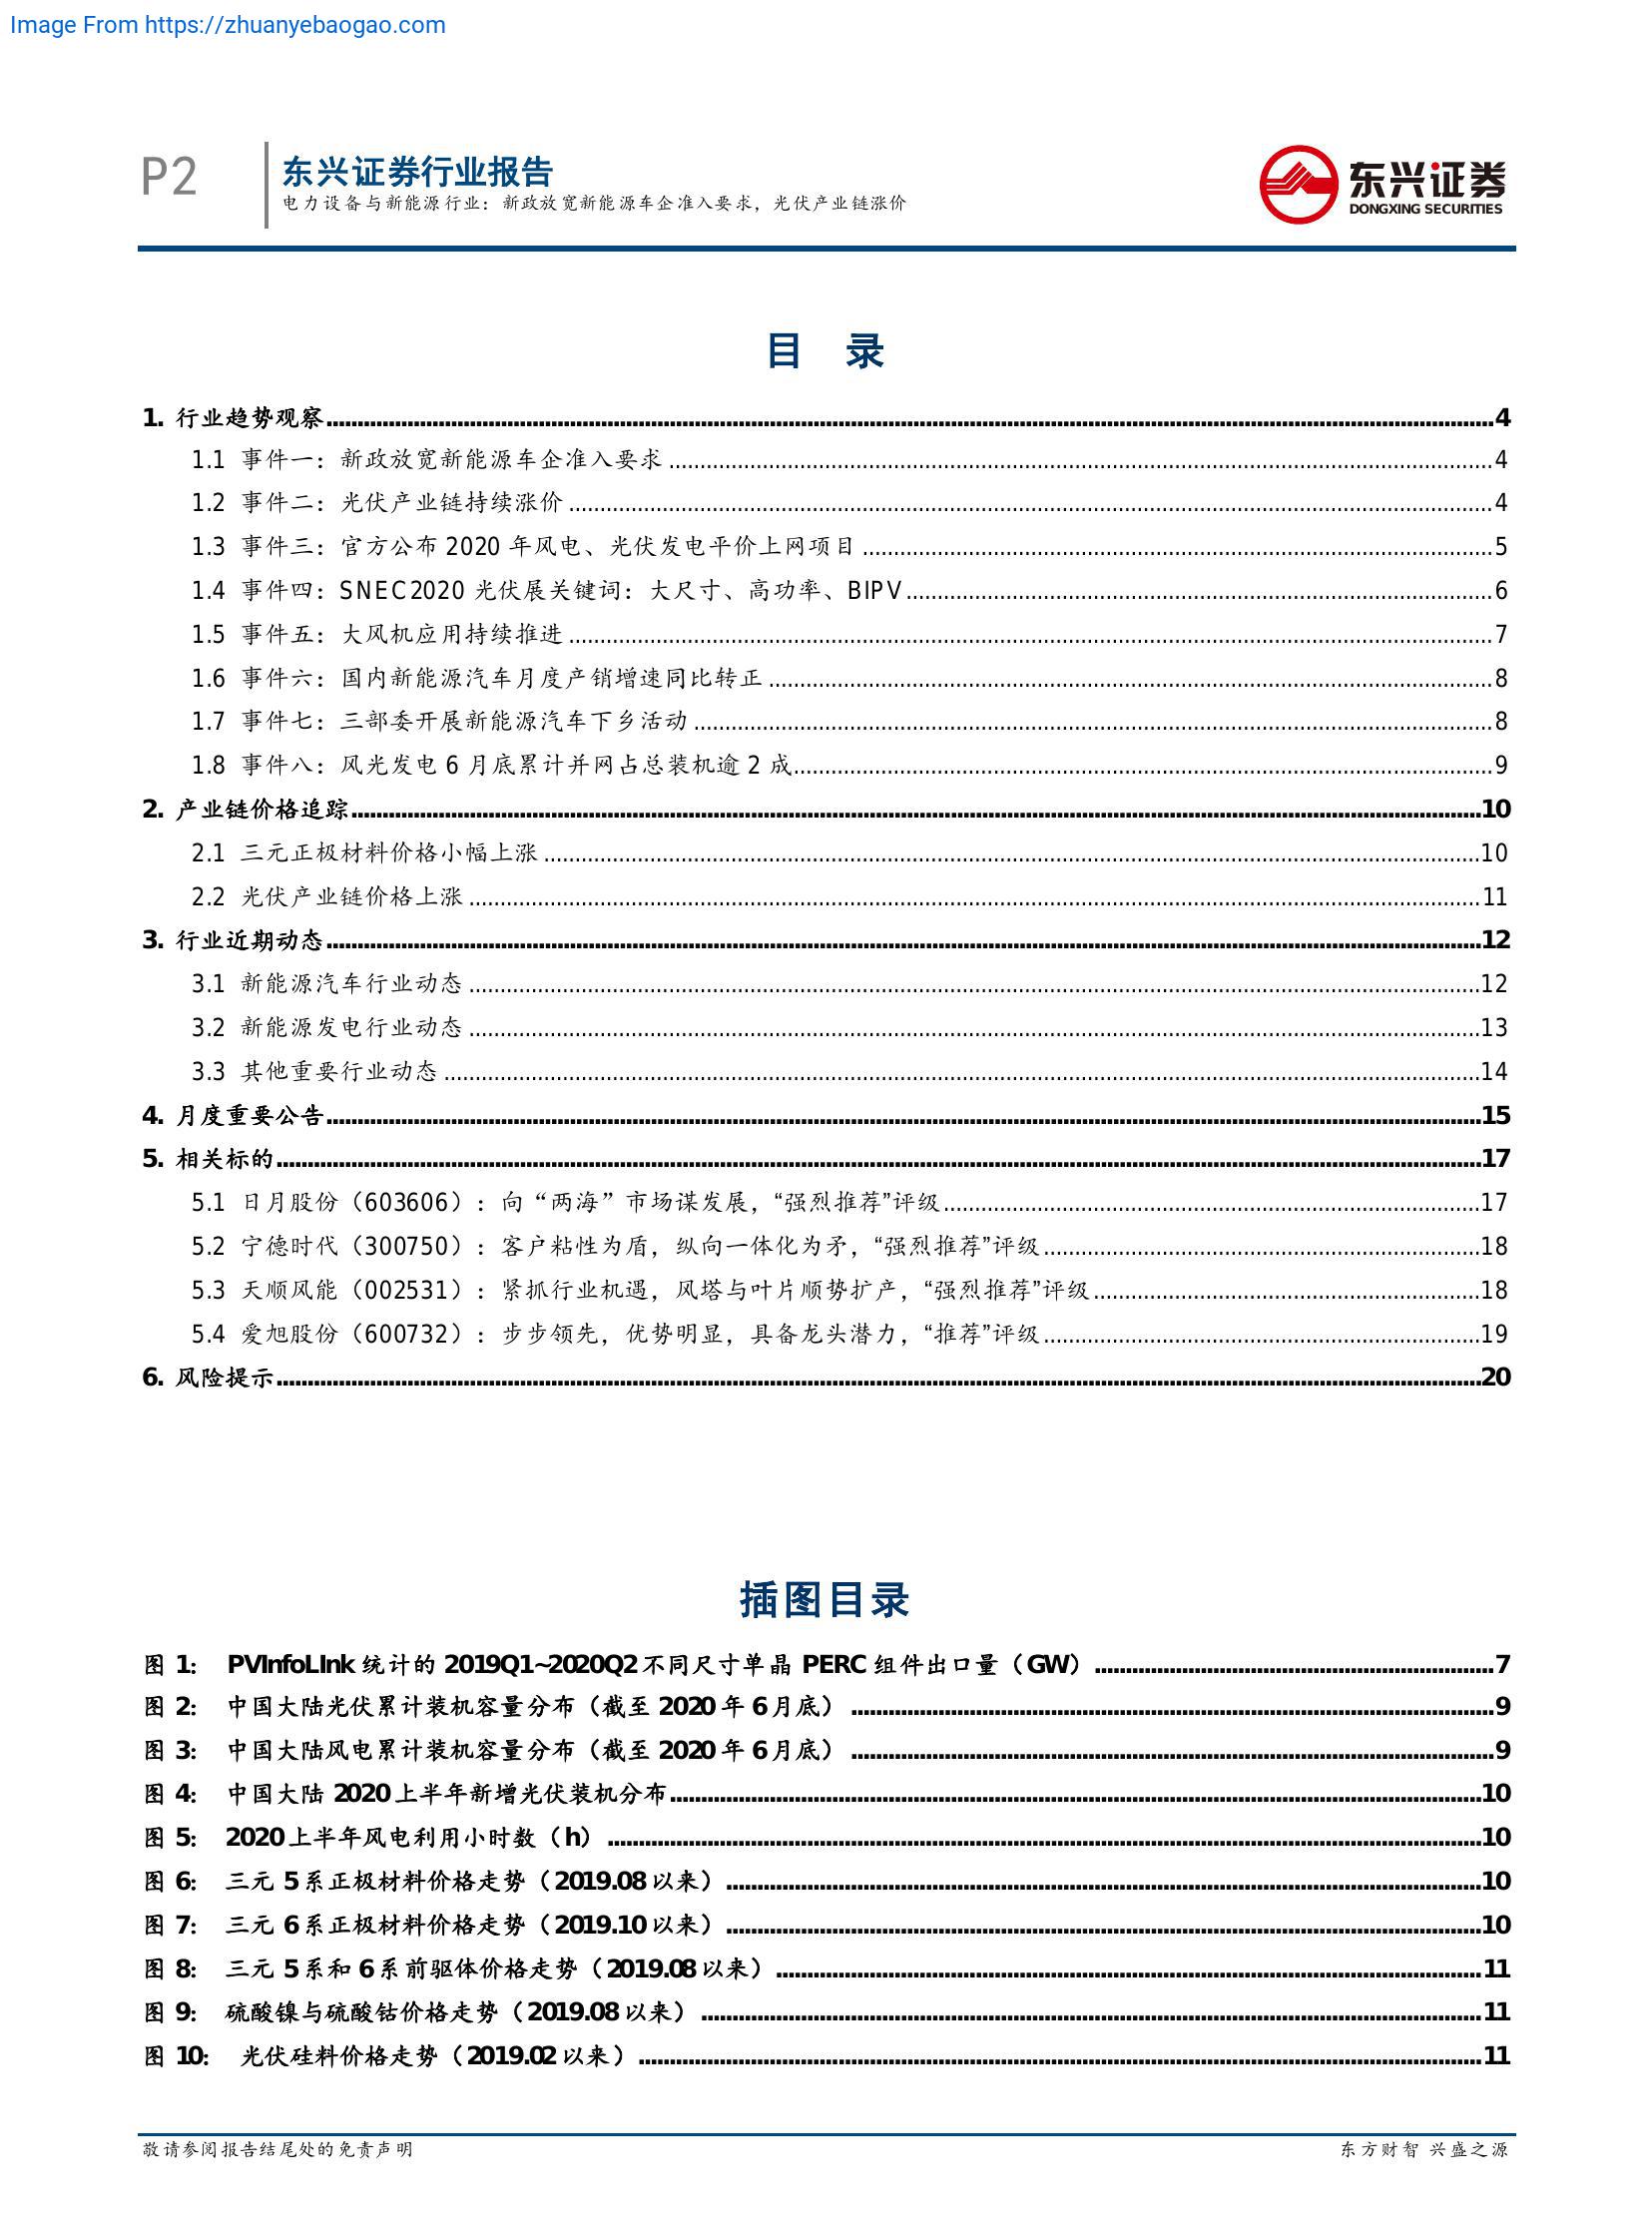 Image From https://zhuanyebaogao.com
P2
东兴证券行业报告
电力设备与新能源行业：新政放宽新能源车企准入要求，光伏产业链涨价
东兴证券
DONGXING SECURITIES
目 录
1. 行业趋势观察 4
1.1 事件一：新政放宽新能源车企准入要求 4
1.2 事件二：光伏产业链持续涨价 4
1.3 事件三：官方公布 2020 年风电、光伏发电平价上网项目 5
1.4 事件四：SNEC2020 光伏展关键词：大尺寸、高功率、BIPV 6
1.5 事件五：大风机应用持续推进 7
1.6 事件六：国内新能源汽车月度产销增速同比转正 8
1.7 事件七：三部委开展新能源汽车下乡活动 8
1.8 事件八：风光发电 6 月底累计并网占总装机逾 2 成 9
2. 产业链价格追踪 10
2.1 三元正极材料价格小幅上涨 10
2.2 光伏产业链价格上涨 11
3. 行业近期动态 12
3.1 新能源汽车行业动态 12
3.2 新能源发电行业动态 13
3.3 其他重要行业动态 14
4. 月度重要公告 15
5. 相关标的 17
5.1 日月股份（603606）：向“两海”市场谋发展，“强烈推荐”评级 17
5.2 宁德时代（300750）：客户粘性为盾，纵向一体化为矛，“强烈推荐”评级 18
5.3 天顺风能（002531）：紧抓行业机遇，风塔与叶片顺势扩产，“强烈推荐”评级 18
5.4 爱旭股份（600732）：步步领先，优势明显，具备龙头潜力，“推荐”评级 19
6. 风险提示 20
插图目录
图 1： PVInfoLInk 统计的 2019Q1~2020Q2 不同尺寸单晶 PERC 组件出口量（GW） 7
图 2： 中国大陆光伏累计装机容量分布（截至 2020 年 6 月底） 9
图 3： 中国大陆风电累计装机容量分布（截至 2020 年 6 月底） 9
图 4： 中国大陆 2020 上半年新增光伏装机分布 10
图 5： 2020 上半年风电利用小时数（h） 10
图 6： 三元 5 系正极材料价格走势（2019.08 以来） 10
图 7： 三元 6 系正极材料价格走势（2019.10 以来） 10
图 8： 三元 5 系和 6 系前驱体价格走势（2019.08 以来） 11
图 9： 硫酸镍与硫酸钴价格走势（2019.08 以来） 11
图 10： 光伏硅料价格走势（2019.02 以来） 11
敬请参阅报告结尾处的免责声明
东方财智 兴盛之源